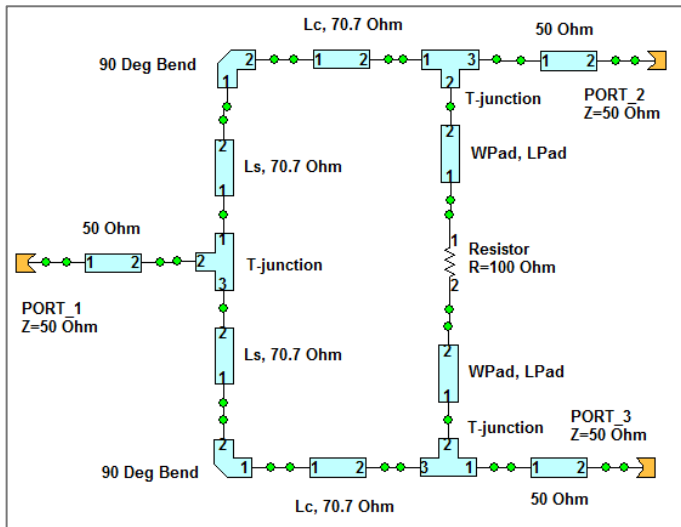 Lc, 70.7 Ohm
50 Ohm
90 Deg Bend
2
1
1 2
1 3
2
1 2
T-junction
PORT_2
Z=50 Ohm
2
1
Ls, 70.7 Ohm
2
1
WPad, LPad
50 Ohm
1 2
1
2
3
T-junction
1
2
Resistor
R=100 Ohm
PORT_1
Z=50 Ohm
2
1
Ls, 70.7 Ohm
2
1
WPad, LPad
T-junction
PORT_3
Z=50 Ohm
90 Deg Bend
2
1
1 2
2
3 1
1 2
Lc, 70.7 Ohm
50 Ohm